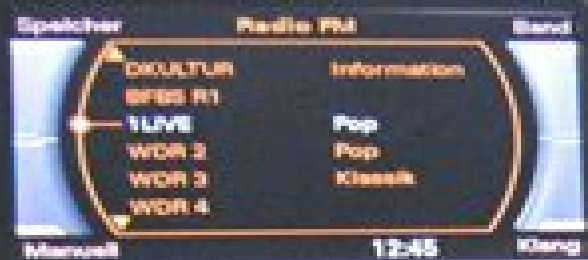 Speicher Radio FM Band
DKULTUR Information
BFBS R1
1LIVE Pop
WDR 2 Pop
WDR 3 Klassik
WDR 4
Manuell 12:45 Klang